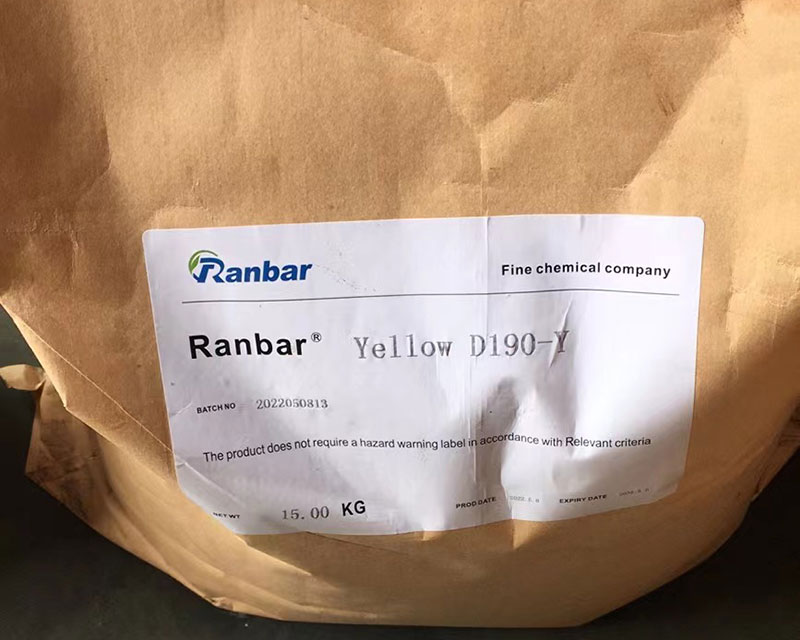 Ranbar
Fine chemical company
Ranbar® Yellow D190-Y
BATCH NO 2022050813
The product does not require a hazard warning label in accordance with Relevant criteria
NET WT 15.00 KG
PROD.DATE EXPIRY DATE